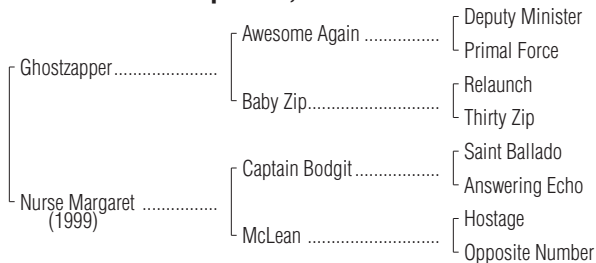 Deputy Minister
Awesome Again ................
Primal Force
Ghostzapper......................
Relaunch
Baby Zip............................
Thirty Zip
Saint Ballado
Captain Bodgit..................
Answering Echo
Nurse Margaret ................
(1999)
Hostage
McLean ............................
Opposite Number